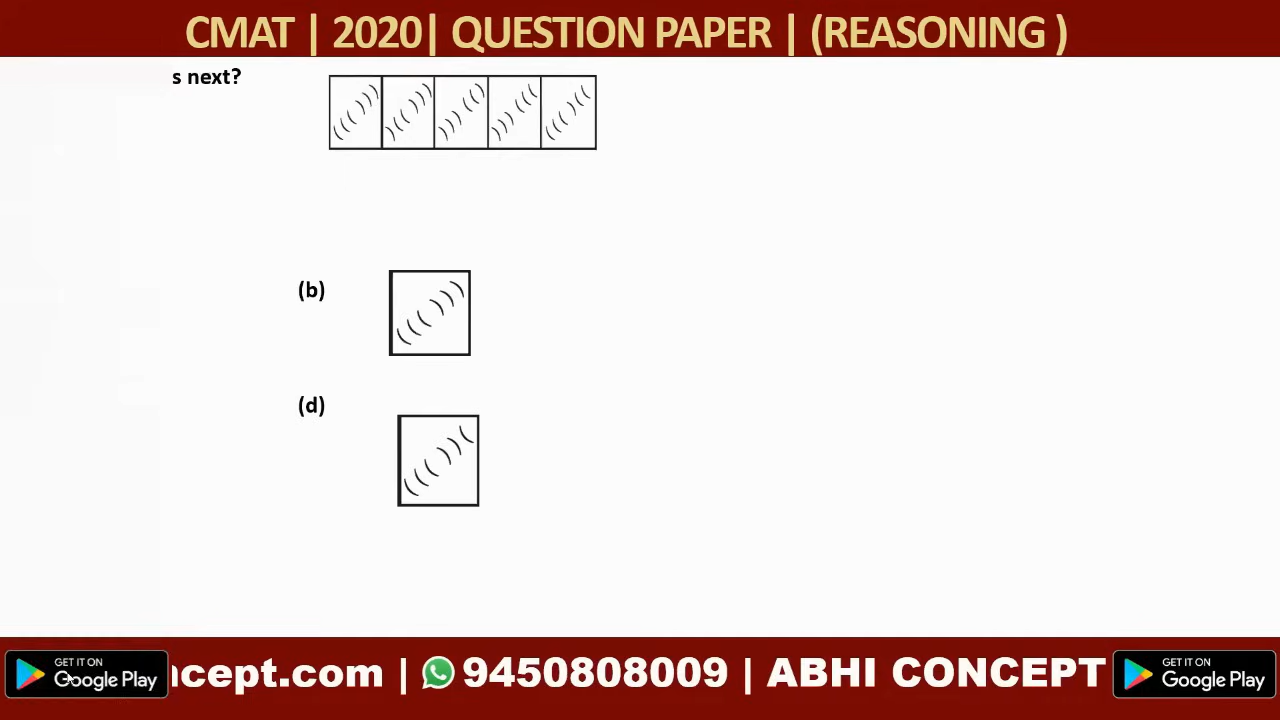 CMAT | 2020| QUESTION PAPER | (REASONING )
s next?
(b)
(d)
GET IT ON
Google Play
ncept.com | 9450808009 | ABHI CONCEPT
GET IT ON
Google Play